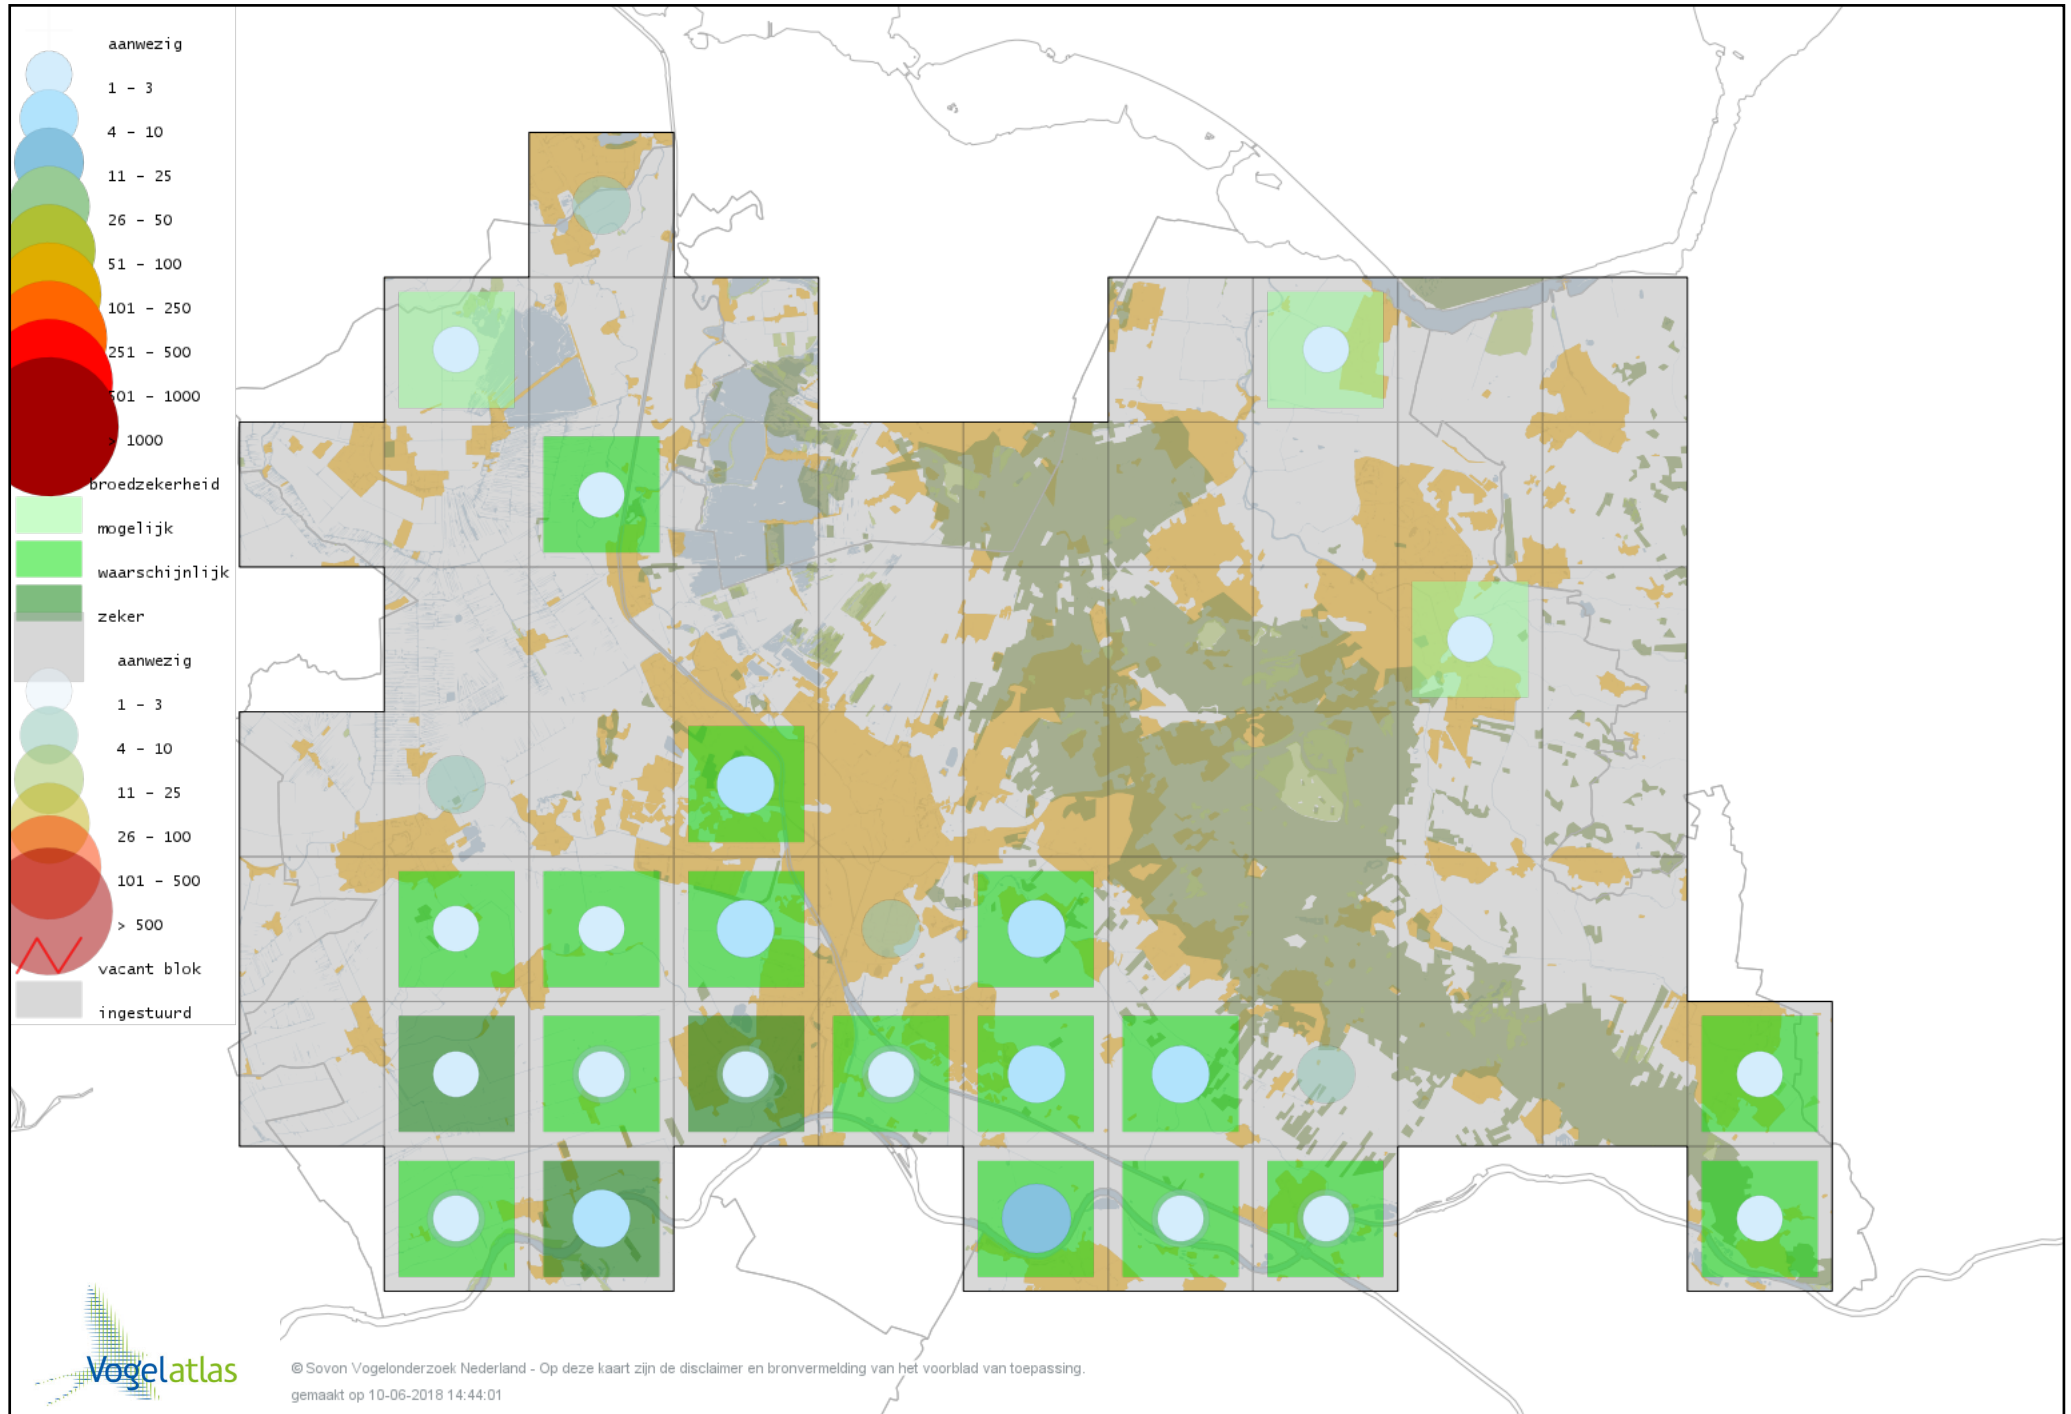 aanwezig
1 - 3
4 - 10
11 - 25
26 - 50
51 - 100
101 - 250
251 - 500
501 - 1000
> 1000
broedzekerheid
mogelijk
waarschijnlijk
zeker
aanwezig
1 - 3
4 - 10
11 - 25
26 - 100
101 - 500
> 500
vacant blok
ingestuurd
Vogelatlas
© Sovon Vogelonderzoek Nederland - Op deze kaart zijn de disclaimer en bronvermelding van het voorblad van toepassing.
gemaakt op 10-06-2018 14:44:01